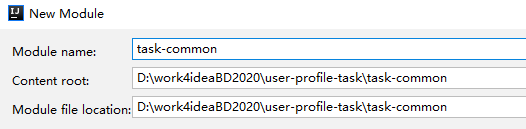 IJ New Module
Module name: task-common
Content root: D:\work4ideaBD2020\user-profile-task\task-common
Module file location: D:\work4ideaBD2020\user-profile-task\task-common